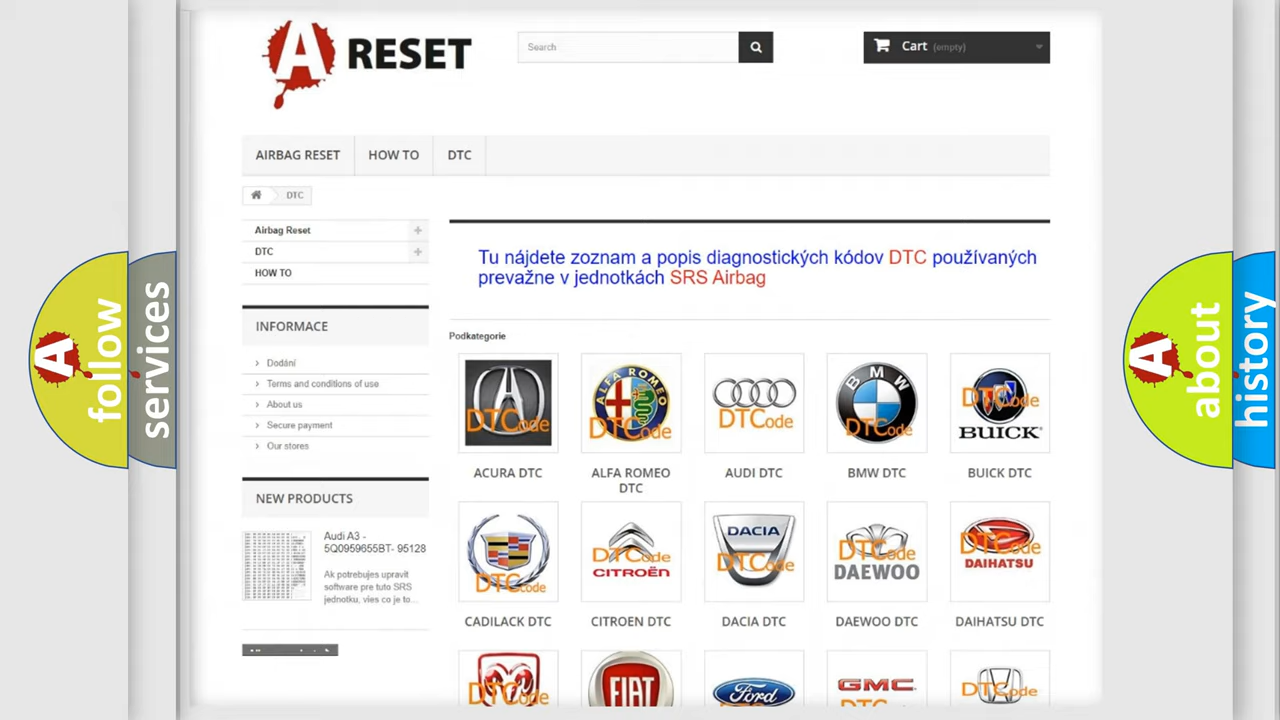 A RESET
Search
Cart (empty)
AIRBAG RESET
HOW TO
DTC
DTC
Airbag Reset
DTC
HOW TO
Tu nájdete zoznam a popis diagnostických kódov DTC používaných
prevažne v jednotkách SRS Airbag
INFORMACE
Dodání
Terms and conditions of use
About us
Secure payment
Our stores
Podkategorie
DTCode
ALFA ROMEO
DTCode
DTCode
BMW
DTCode
DTCode
BUICK
ACURA DTC
ALFA ROMEO
DTC
AUDI DTC
BMW DTC
BUICK DTC
NEW PRODUCTS
Audi A3 -
5Q0959655BT- 95128
Ak potrebujes upravit
software pre tuto SRS
jednotku, vies co je to...
DTCode
DTCode
CITROËN
DACIA
DTCode
DTCode
DAEWOO
DTCode
DAIHATSU
CADILACK DTC
CITROEN DTC
DACIA DTC
DAEWOO DTC
DAIHATSU DTC
DTCode
FIAT
Ford
GMC
DTCode
A follow
services
A about
history